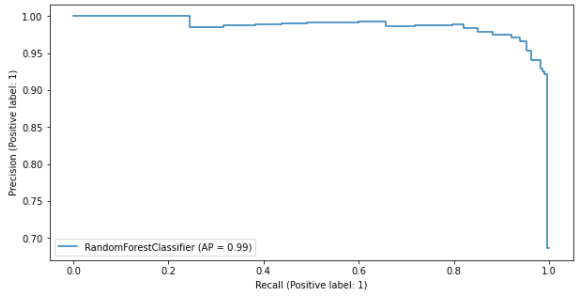 Precision (Positive label: 1)
1.00
0.95
0.90
0.85
0.80
0.75
0.70
RandomForestClassifier (AP = 0.99)
0.0 0.2 0.4 0.6 0.8 1.0
Recall (Positive label: 1)